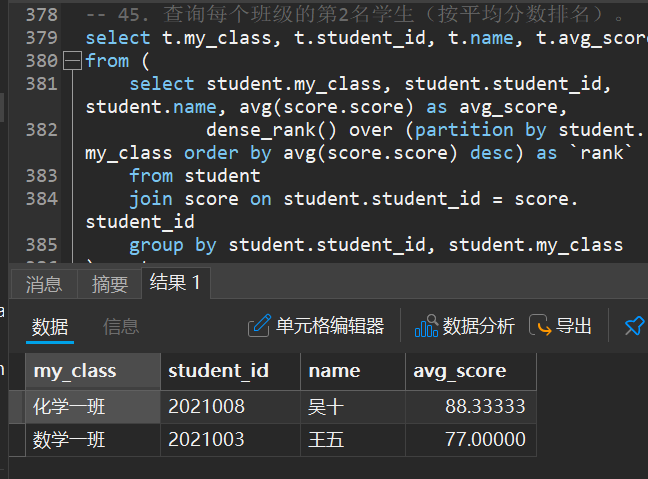 378 -- 45. 查询每个班级的第2名学生（按平均分数排名）。
379 select t.my_class, t.student_id, t.name, t.avg_score
380 from (
381 select student.my_class, student.student_id,
student.name, avg(score.score) as avg_score,
382 dense_rank() over (partition by student.
my_class order by avg(score.score) desc) as `rank`
383 from student
384 join score on student.student_id = score.
student_id
385 group by student.student_id, student.my_class
消息 摘要 结果 1
数据 信息 单元格编辑器 数据分析 导出
my_class student_id name avg_score
化学一班 2021008 吴十 88.33333
数学一班 2021003 王五 77.00000